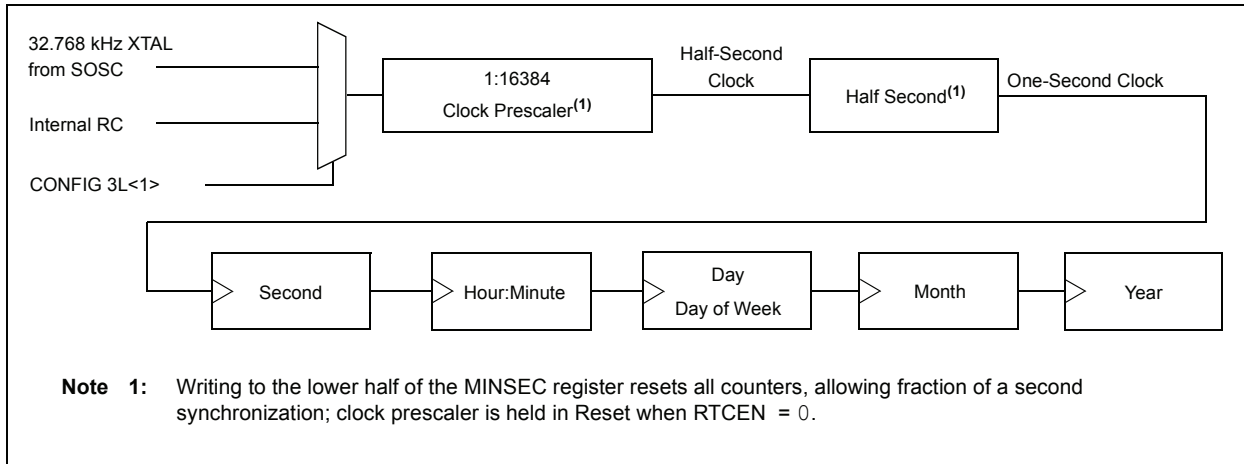 32.768 kHz XTAL
from SOSC
Internal RC
CONFIG 3L<1>
1:16384
Clock Prescaler(1)
Half-Second
Clock
Half Second(1)
One-Second Clock
Second
Hour:Minute
Day
Day of Week
Month
Year
Note 1: Writing to the lower half of the MINSEC register resets all counters, allowing fraction of a second
synchronization; clock prescaler is held in Reset when RTCEN = 0.